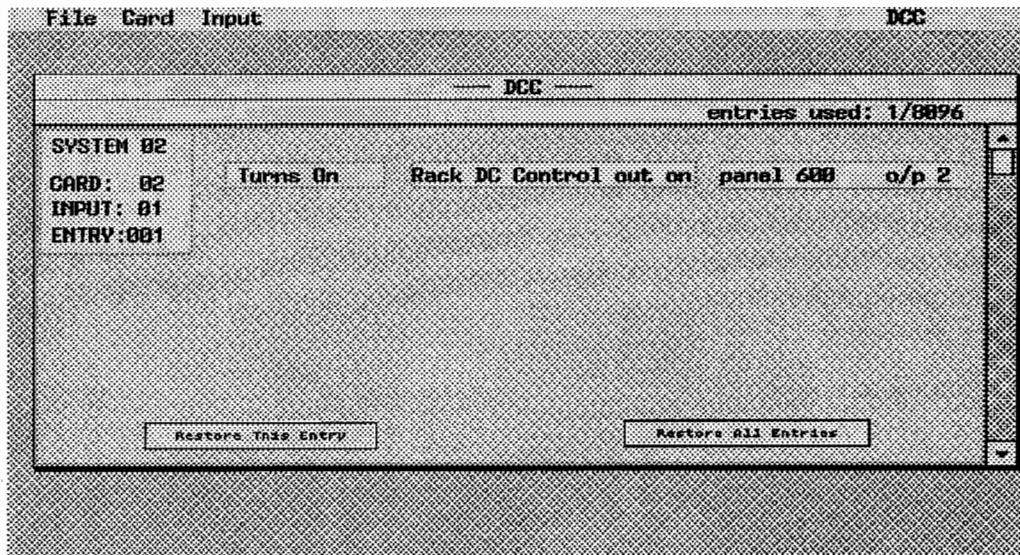 File Card Input DCC
DCC
entries used: 1/8096
SYSTEM 02
CARD: 02
INPUT: 01
ENTRY:001
Turns On Rack DC Control out on panel 600 o/p 2
Restore This Entry
Restore All Entries